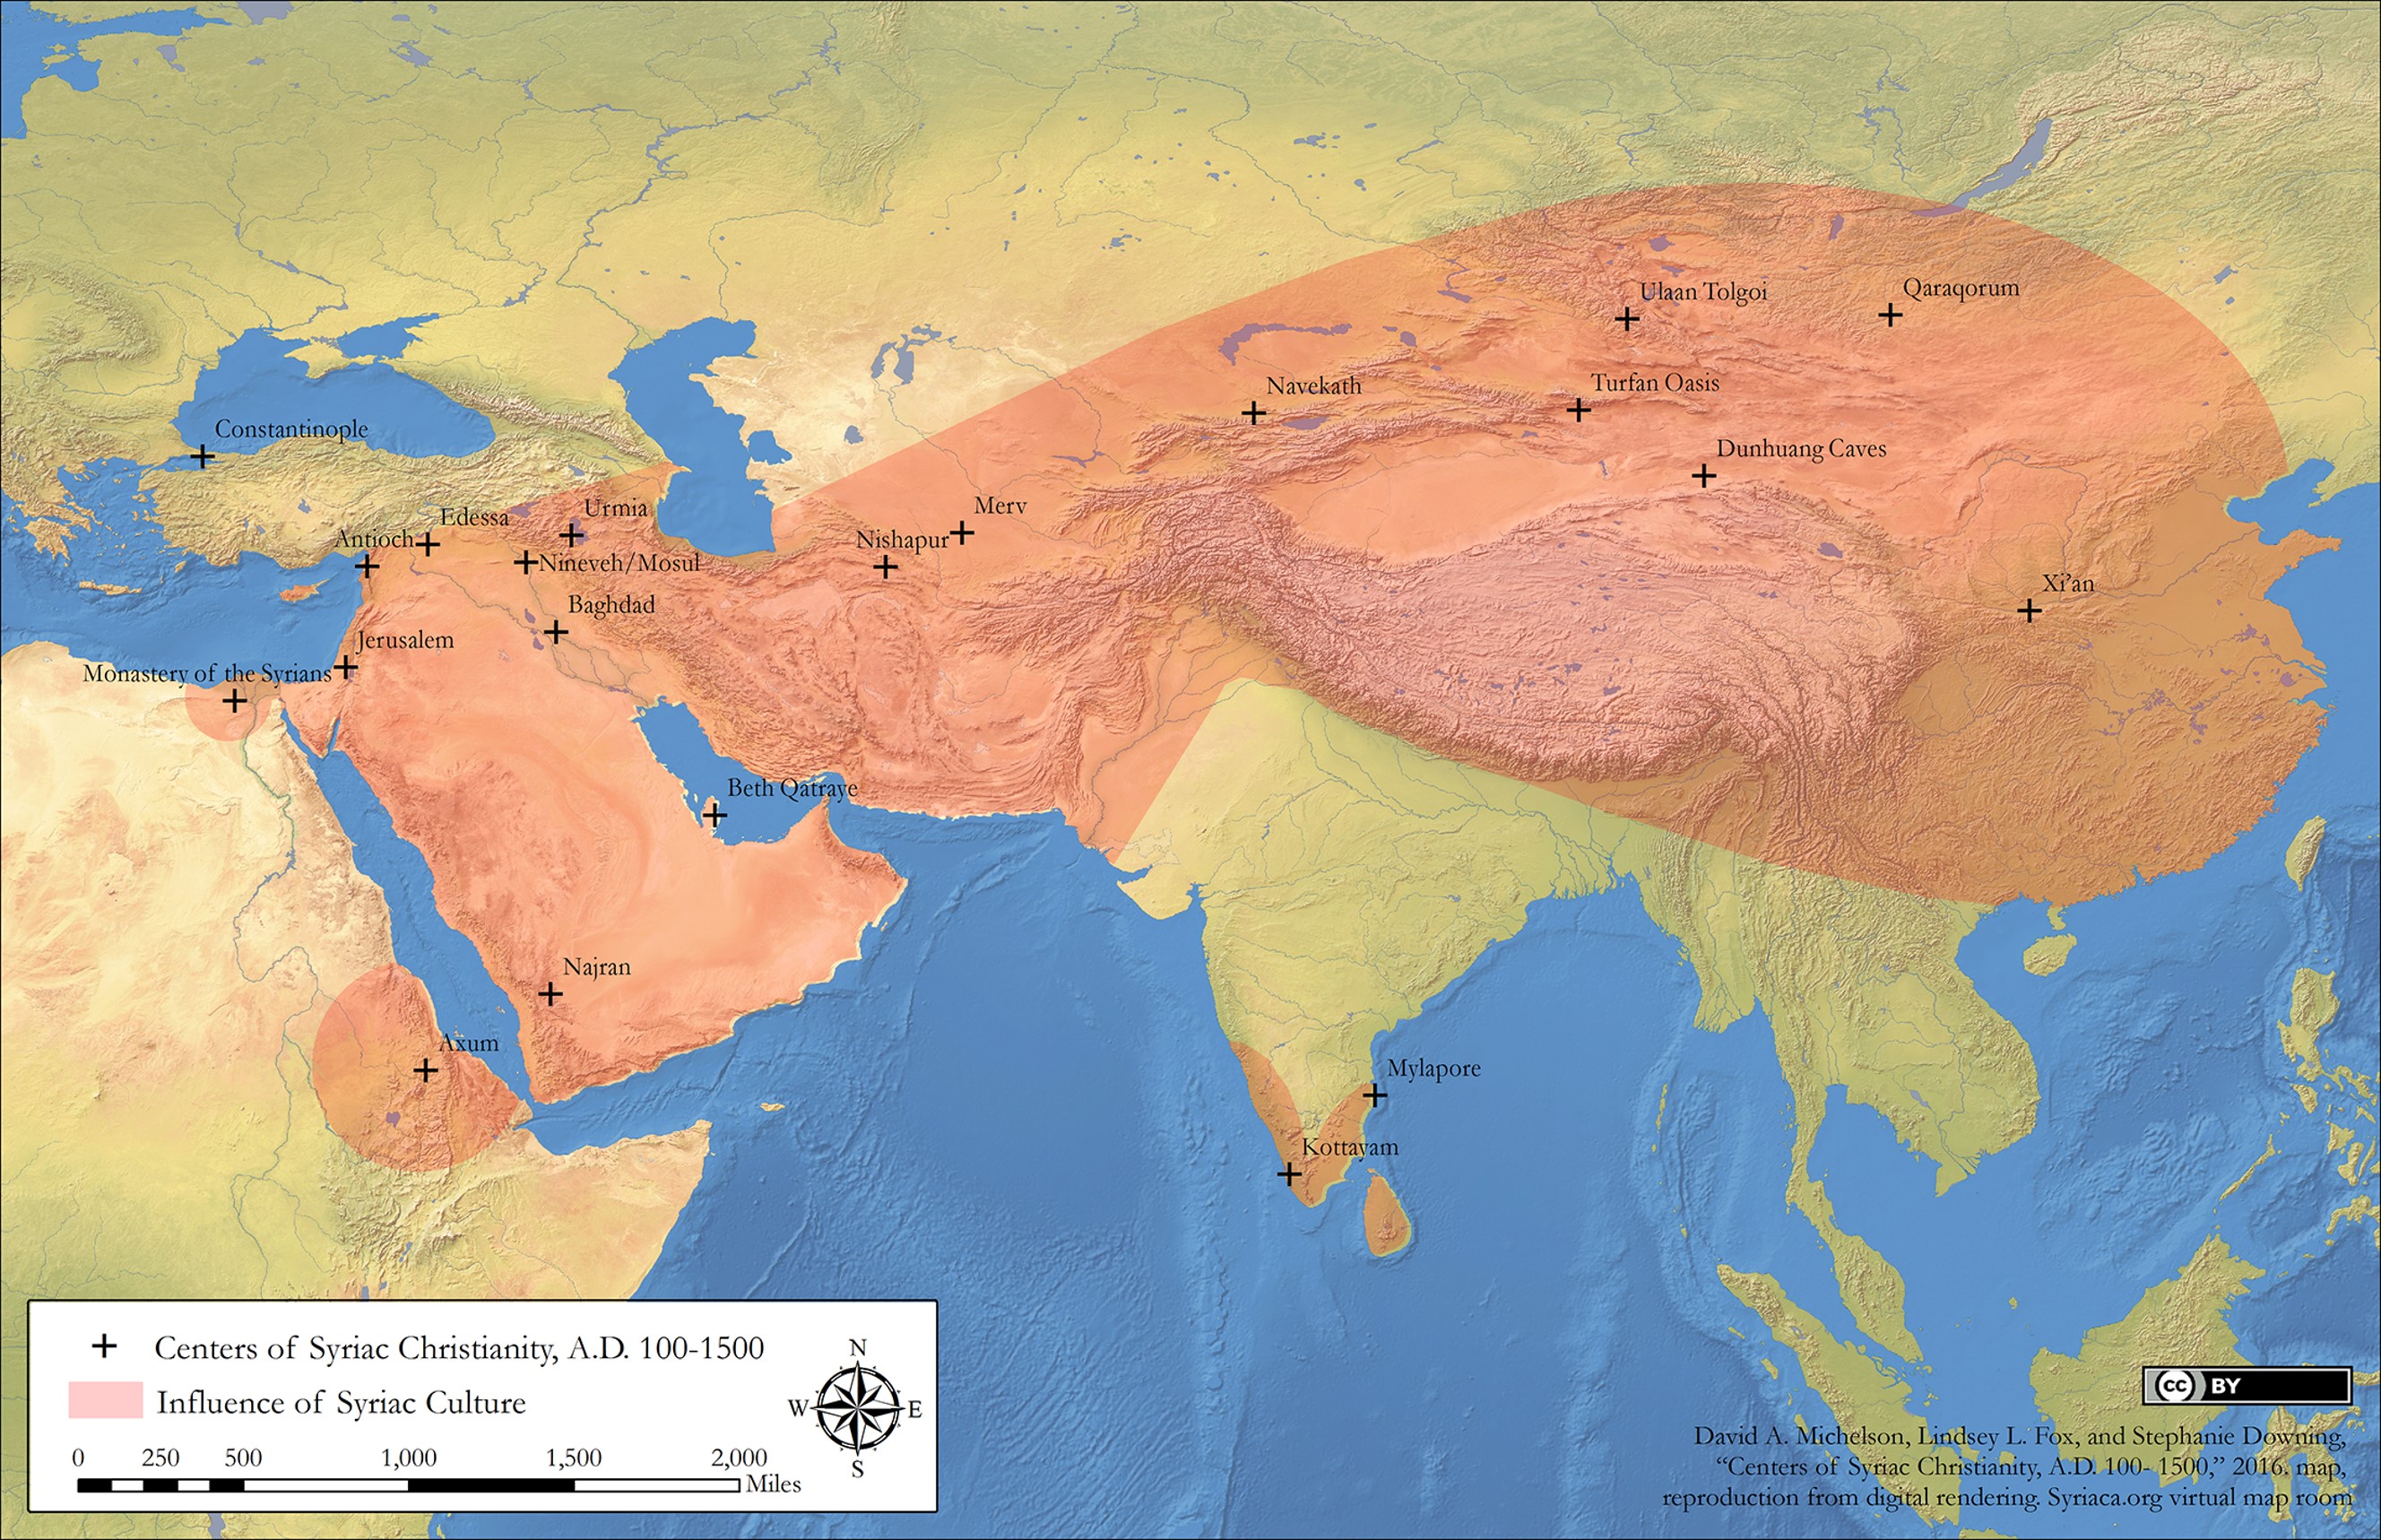 Ulaan Tolgoi
Qaraqorum
Navekath
Turfan Oasis
Constantinople
Dunhuang Caves
Merv
Urmia
Edessa
Antioch
Nishapur
Nineveh/Mosul
Xi'an
Baghdad
Jerusalem
Monastery of the Syrians
Beth Qatraye
Najran
Axum
Mylapore
Kottayam
Centers of Syriac Christianity, A.D. 100-1500
Influence of Syriac Culture
N
W E
S
0 250 500 1,000 1,500 2,000
Miles
cc BY
David A. Michelson, Lindsey L. Fox, and Stephanie Downing,
“Centers of Syriac Christianity, A.D. 100- 1500,” 2016. map,
reproduction from digital rendering. Syriaca.org virtual map room